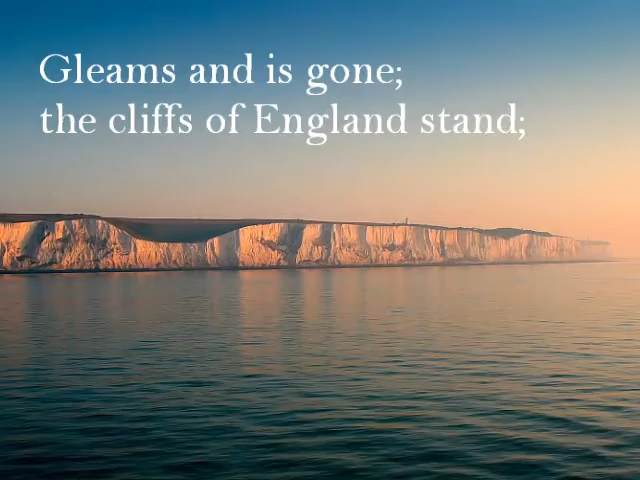 Gleams and is gone;
the cliffs of England stand;